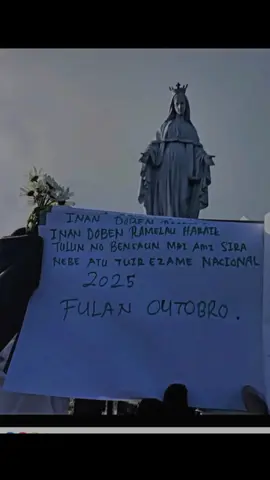 INAN DOBEN
INAN DOBEN RAMELAU HARAIK
TULUN NO BENSAUN MAI AMI SIRA
NEBE ATU TUIR EZAME NACIONAL
2025
FULAN OUTOBRO.